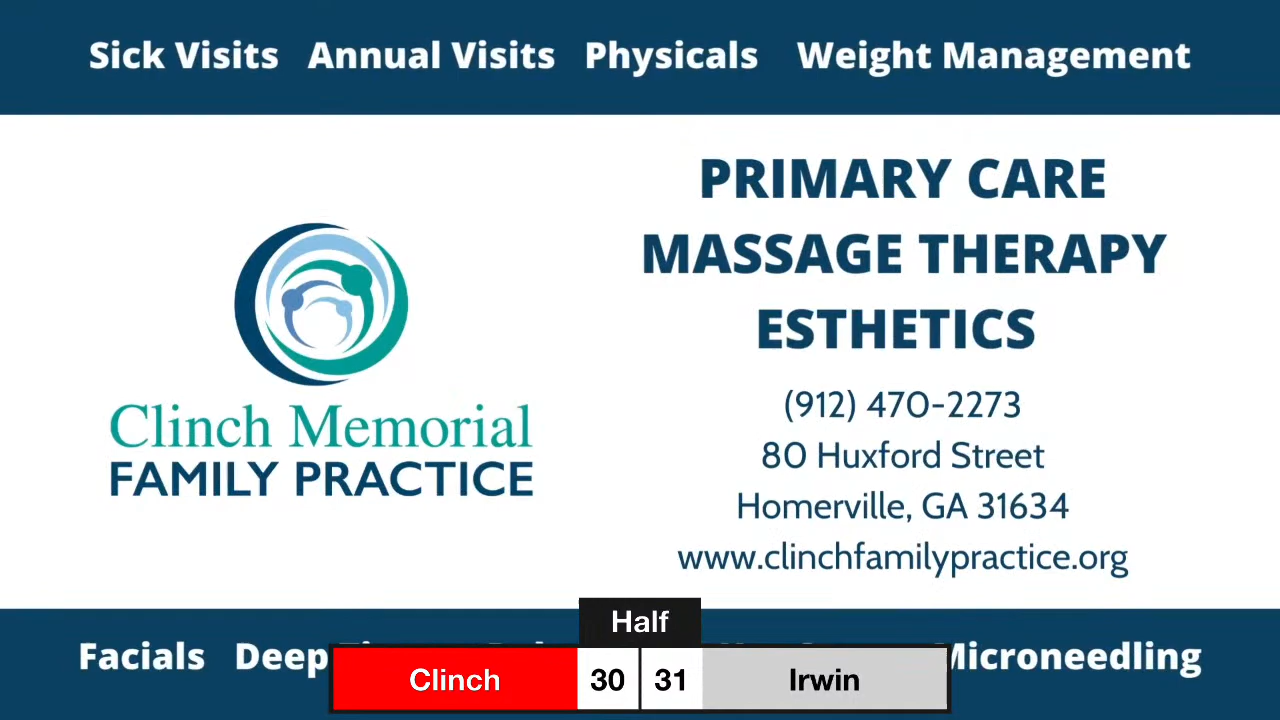 Sick Visits Annual Visits Physicals Weight Management
PRIMARY CARE
MASSAGE THERAPY
ESTHETICS
Clinch Memorial
FAMILY PRACTICE
(912) 470-2273
80 Huxford Street
Homerville, GA 31634
www.clinchfamilypractice.org
Facials Deep Microneedling
Half
Clinch 30 31 Irwin